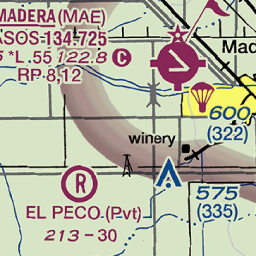 MADERA (MAE)
ASOS 134.725
*L 55 122.8 C
RP 8,12
Mad
600
(322)
winery
R
575
(335)
EL PECO (Pvt)
213 - 30